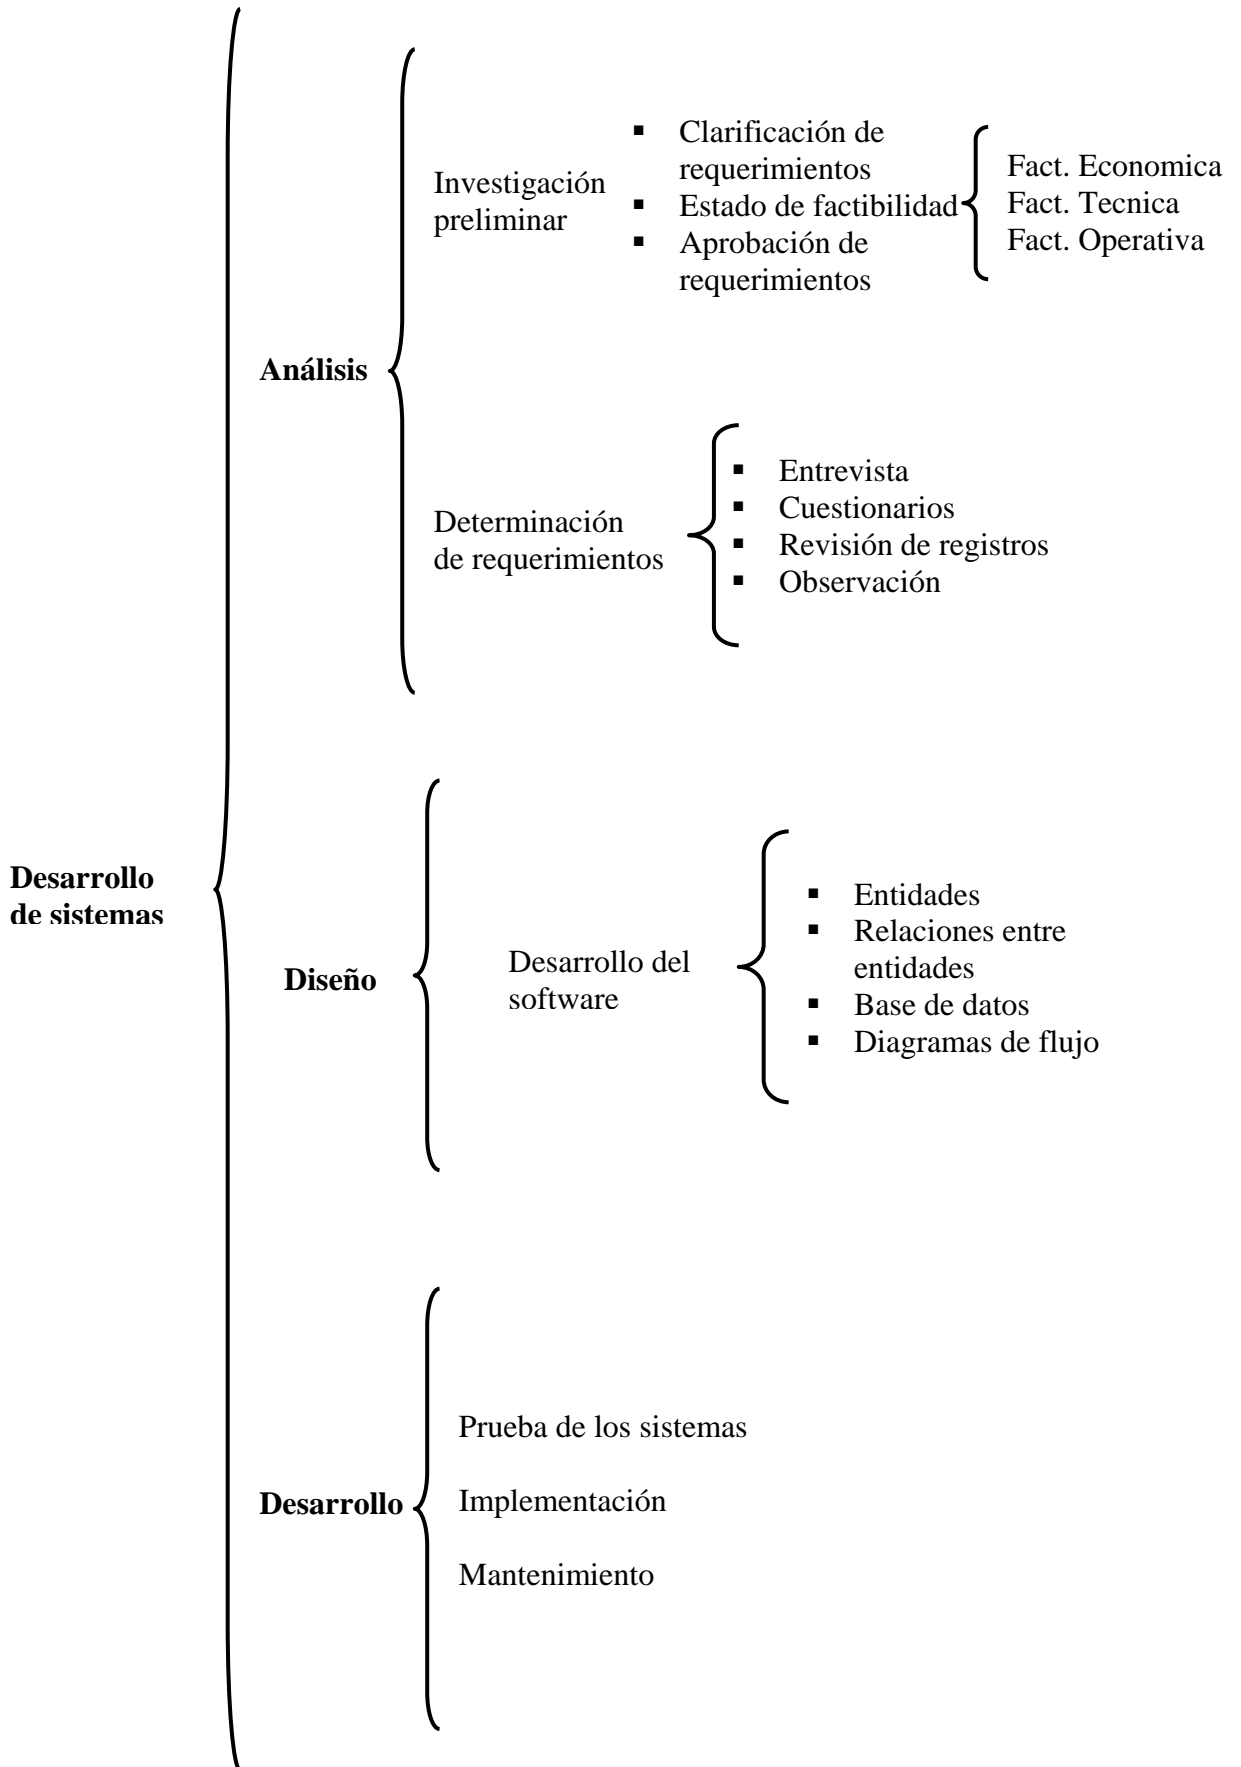 Desarrollo
de sistemas
Análisis
Investigación
preliminar
▪ Clarificación de
requerimientos
▪ Estado de factibilidad
▪ Aprobación de
requerimientos
Fact. Economica
Fact. Tecnica
Fact. Operativa
Determinación
de requerimientos
▪ Entrevista
▪ Cuestionarios
▪ Revisión de registros
▪ Observación
Diseño
Desarrollo del
software
▪ Entidades
▪ Relaciones entre
entidades
▪ Base de datos
▪ Diagramas de flujo
Desarrollo
Prueba de los sistemas
Implementación
Mantenimiento